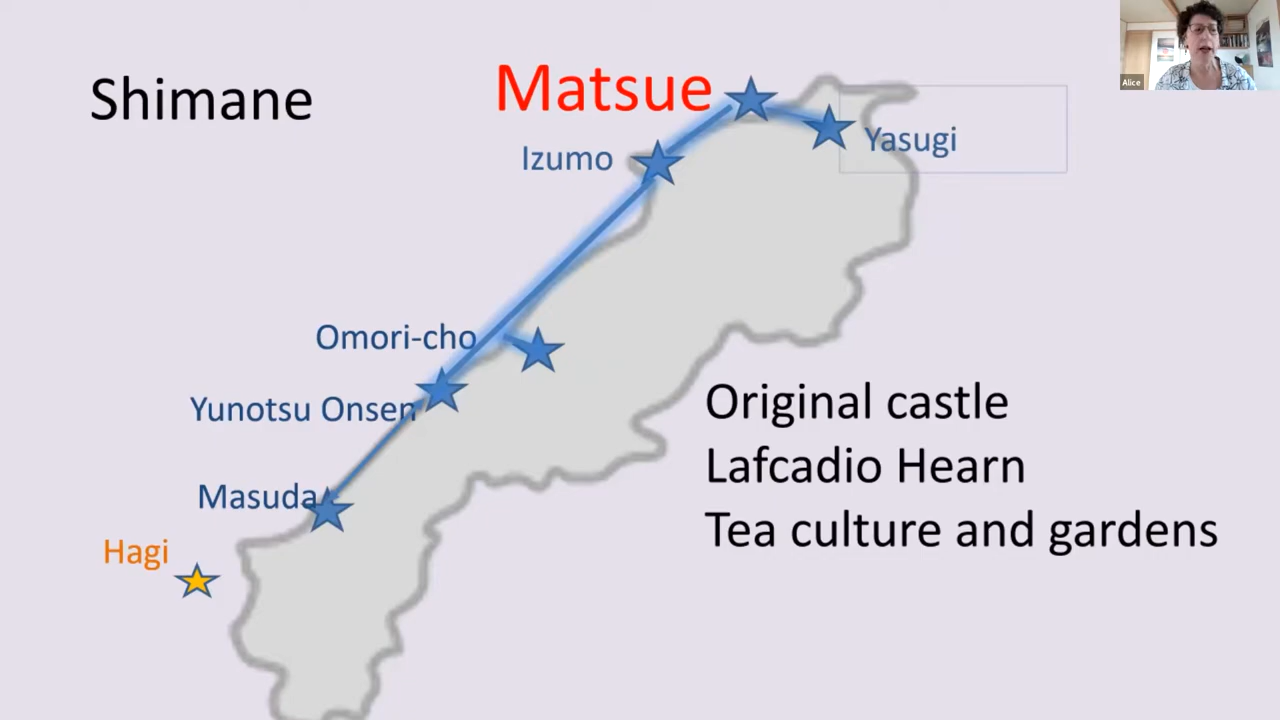 Shimane
Matsue
Alice
Izumo
Yasugi
Omori-cho
Yunotsu Onsen
Masuda
Hagi
Original castle
Lafcadio Hearn
Tea culture and gardens